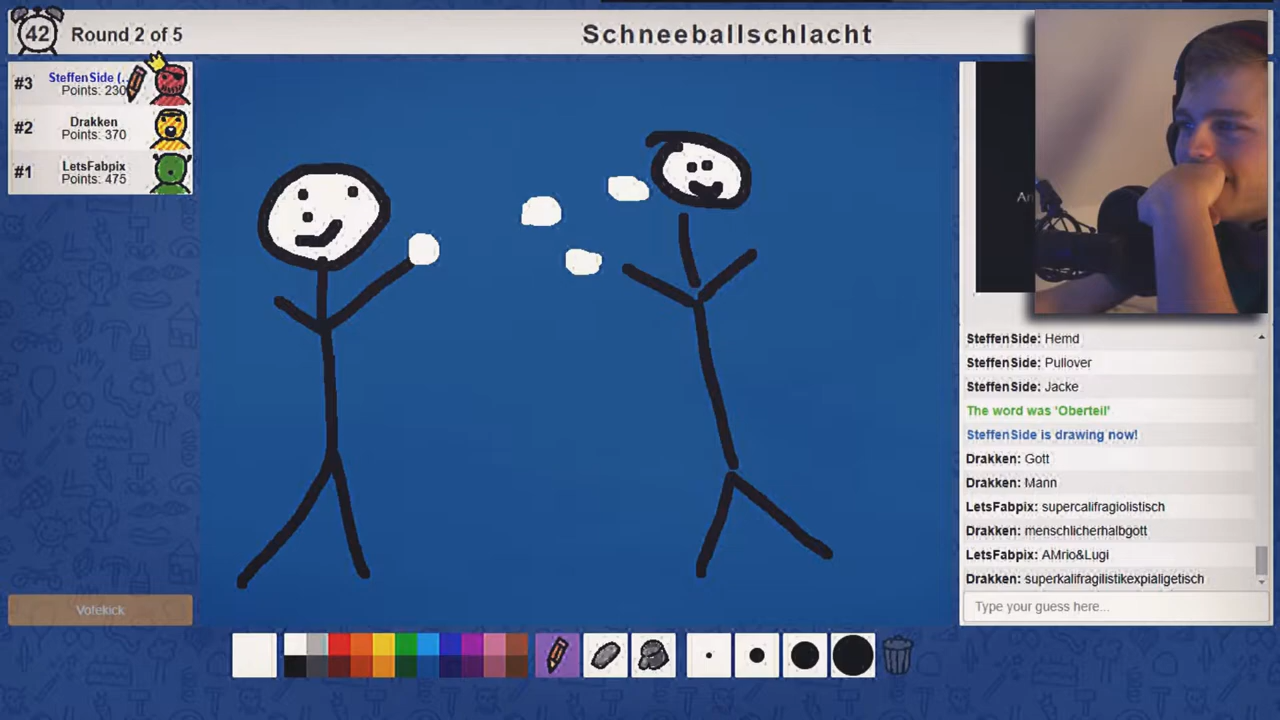 42
Round 2 of 5
Schneeballschlacht
#3 SteffenSide (...
Points: 230
#2 Drakken
Points: 370
#1 LetsFabpix
Points: 475
An
SteffenSide: Hemd
SteffenSide: Pullover
SteffenSide: Jacke
The word was 'Oberteil'
SteffenSide is drawing now!
Drakken: Gott
Drakken: Mann
LetsFabpix: supercalifragiolistisch
Drakken: menschlicherhalbgott
LetsFabpix: AMrio&Lugi
Drakken: superkalifragilistikexpialigetisch
Type your guess here...
Votekick